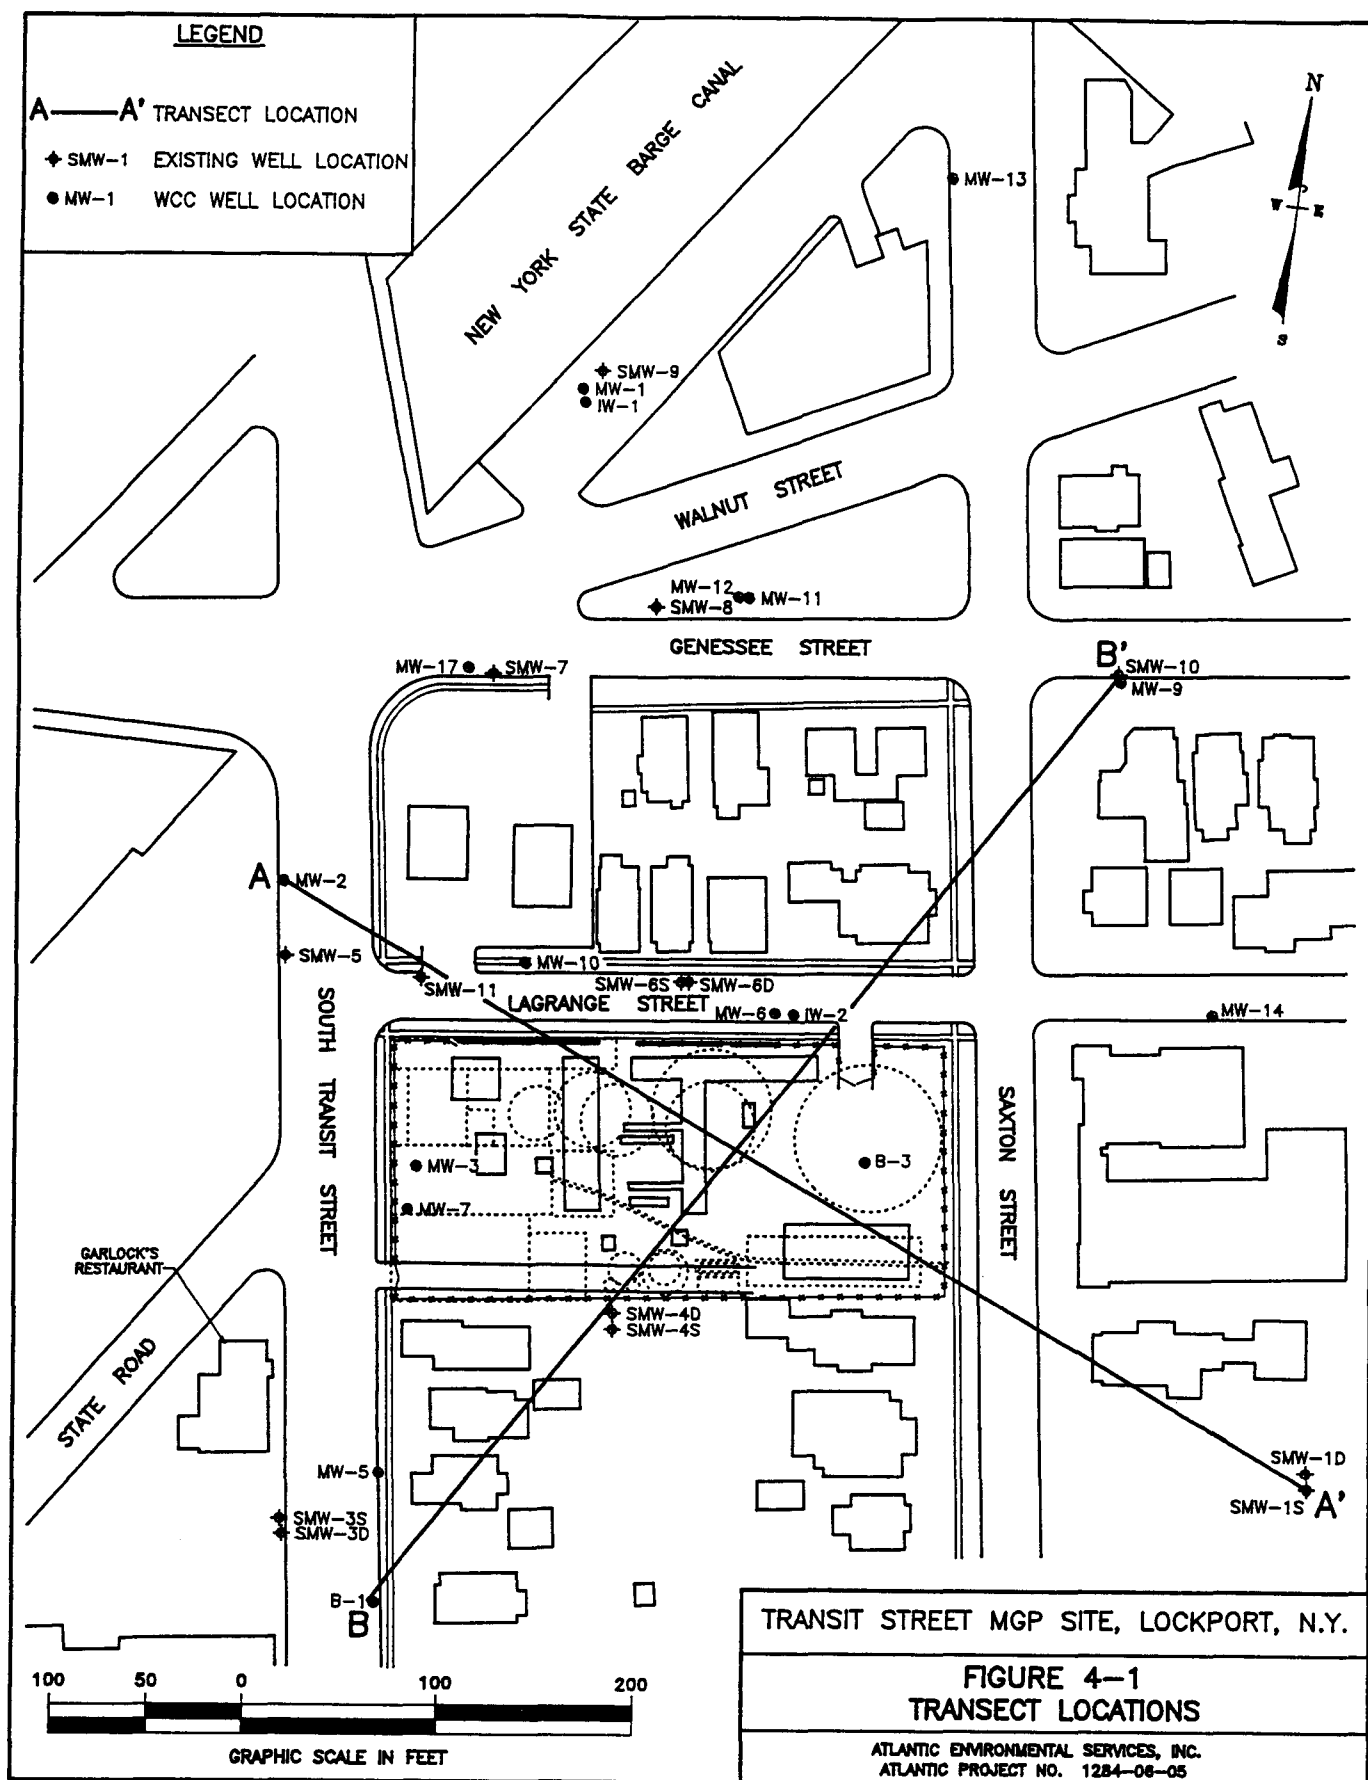 LEGEND
A A' TRANSECT LOCATION
SMW-1 EXISTING WELL LOCATION
MW-1 WCC WELL LOCATION
NEW YORK STATE BARGE CANAL
MW-13
N
W E
S
SMW-9
MW-1
IW-1
WALNUT STREET
MW-12
MW-11
SMW-8
GENESSEE STREET
MW-17
SMW-7
B'
SMW-10
MW-9
A
MW-2
SMW-5
MW-10
SMW-11
SMW-6S
SMW-6D
LAGRANGE STREET
MW-6
IW-2
MW-14
SOUTH TRANSIT STREET
SAXTON STREET
MW-3
B-3
MW-7
GARLOCK'S
RESTAURANT
STATE ROAD
SMW-4D
SMW-4S
MW-5
SMW-1D
SMW-1S
A'
SMW-3S
SMW-3D
B-1
B
100 50 0 100 200
GRAPHIC SCALE IN FEET
TRANSIT STREET MGP SITE, LOCKPORT, N.Y.
FIGURE 4-1
TRANSECT LOCATIONS
ATLANTIC ENVIRONMENTAL SERVICES, INC.
ATLANTIC PROJECT NO. 1284-06-05